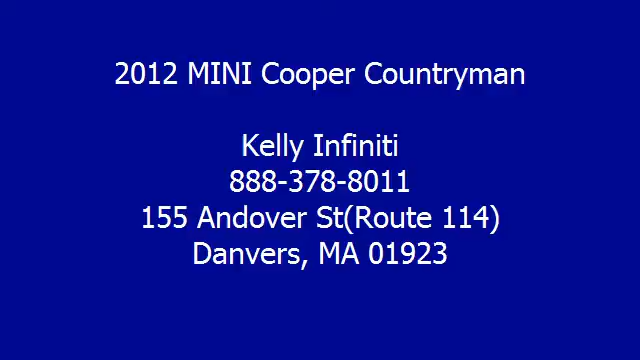 2012 MINI Cooper Countryman
Kelly Infiniti
888-378-8011
155 Andover St(Route 114)
Danvers, MA 01923